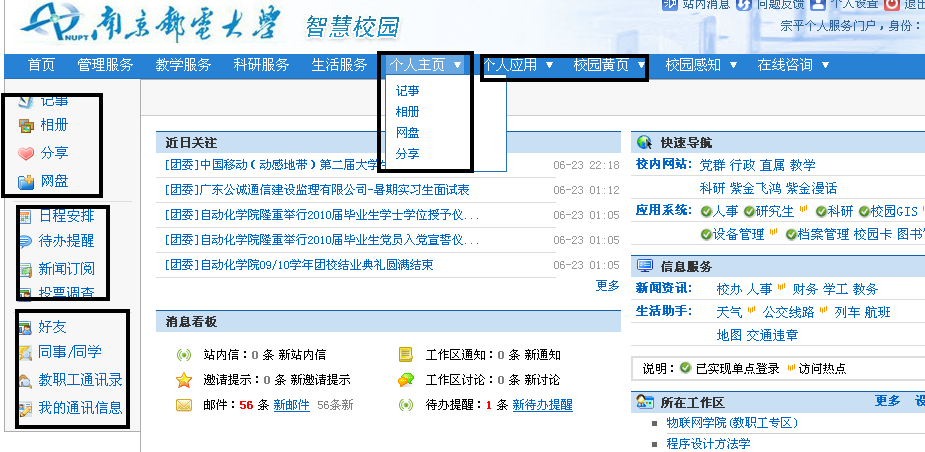 南京郵電大學 智慧校园
NUPT
站内消息 问题反馈 个人设置 退出
宗平个人服务门户，身份：
首页 管理服务 教学服务 科研服务 生活服务 个人主页 ▼ 个人应用 ▼ 校园黄页 ▼ 校园感知 ▼ 在线咨询 ▼
记事
相册
网盘
分享
记事
相册
分享
网盘
日程安排
待办提醒
新闻订阅
投票调查
好友
同事/同学
教职工通讯录
我的通讯信息
近日关注
[团委]中国移动（动感地带）第二届大学生 06-23 22:18
[团委]广东公诚通信建设监理有限公司-暑期实习生面试表 06-23 01:12
[团委]自动化学院隆重举行2010届毕业生学士学位授予仪... 06-23 01:05
[团委]自动化学院隆重举行2010届毕业生党员入党宣誓仪... 06-23 01:05
[团委]自动化学院09/10学年团校结业典礼圆满结束 06-23 01:05
更多
消息看板
站内信：0 条 新站内信 工作区通知：0 条 新通知
邀请提示：0 条 新邀请提示 工作区讨论：0 条 新讨论
邮件：56 条 新邮件 56条新 待办提醒：1 条 新待办提醒
快速导航
校内网站： 党群 行政 直属 教学
科研 紫金飞鸿 紫金漫话
应用系统： 人事 研究生 科研 校园GIS
设备管理 档案管理 校园卡 图书
信息服务
新闻资讯： 校办 人事 财务 学工 教务
生活助手： 天气 公交线路 列车 航班
地图 交通违章
说明： 已实现单点登录 访问热点
所在工作区 更多
物联网学院(教职工专区)
程序设计方法学